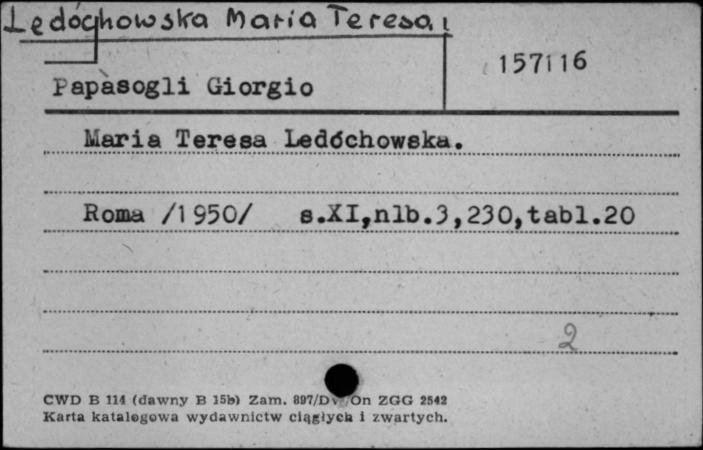 Ledóchowska Maria Teresa
157116
Papàsogli Giorgio
Maria Teresa Ledóchowska.
Roma /1950/ s.XI,nlb.3,230,tabl.20
2
CWD B 114 (dawny B 15b) Zam. 897/D On ZGG 2542
Karta katalogowa wydawnictw ciągłych i zwartych.